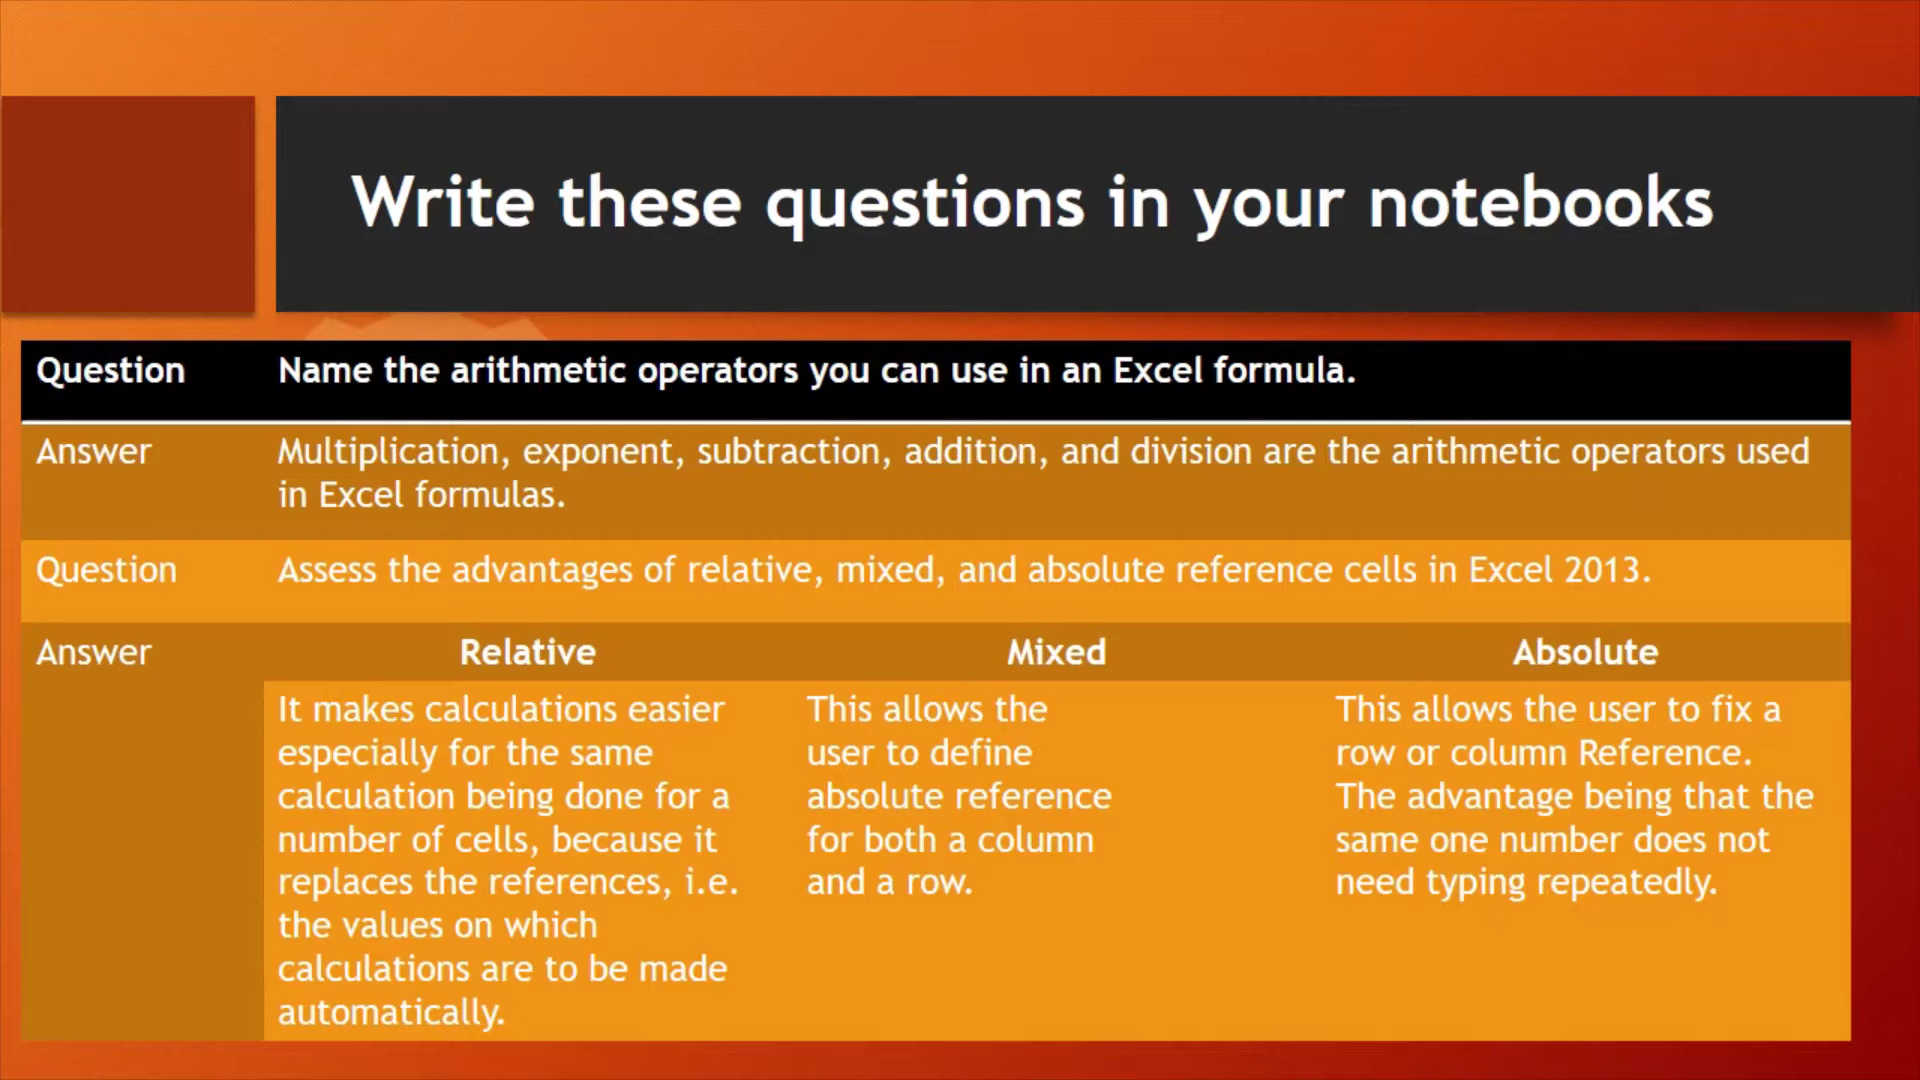 Write these questions in your notebooks
Question Name the arithmetic operators you can use in an Excel formula.
Answer Multiplication, exponent, subtraction, addition, and division are the arithmetic operators used
in Excel formulas.
Question Assess the advantages of relative, mixed, and absolute reference cells in Excel 2013.
Answer Relative Mixed Absolute
It makes calculations easier
especially for the same
calculation being done for a
number of cells, because it
replaces the references, i.e.
the values on which
calculations are to be made
automatically.
This allows the
user to define
absolute reference
for both a column
and a row.
This allows the user to fix a
row or column Reference.
The advantage being that the
same one number does not
need typing repeatedly.